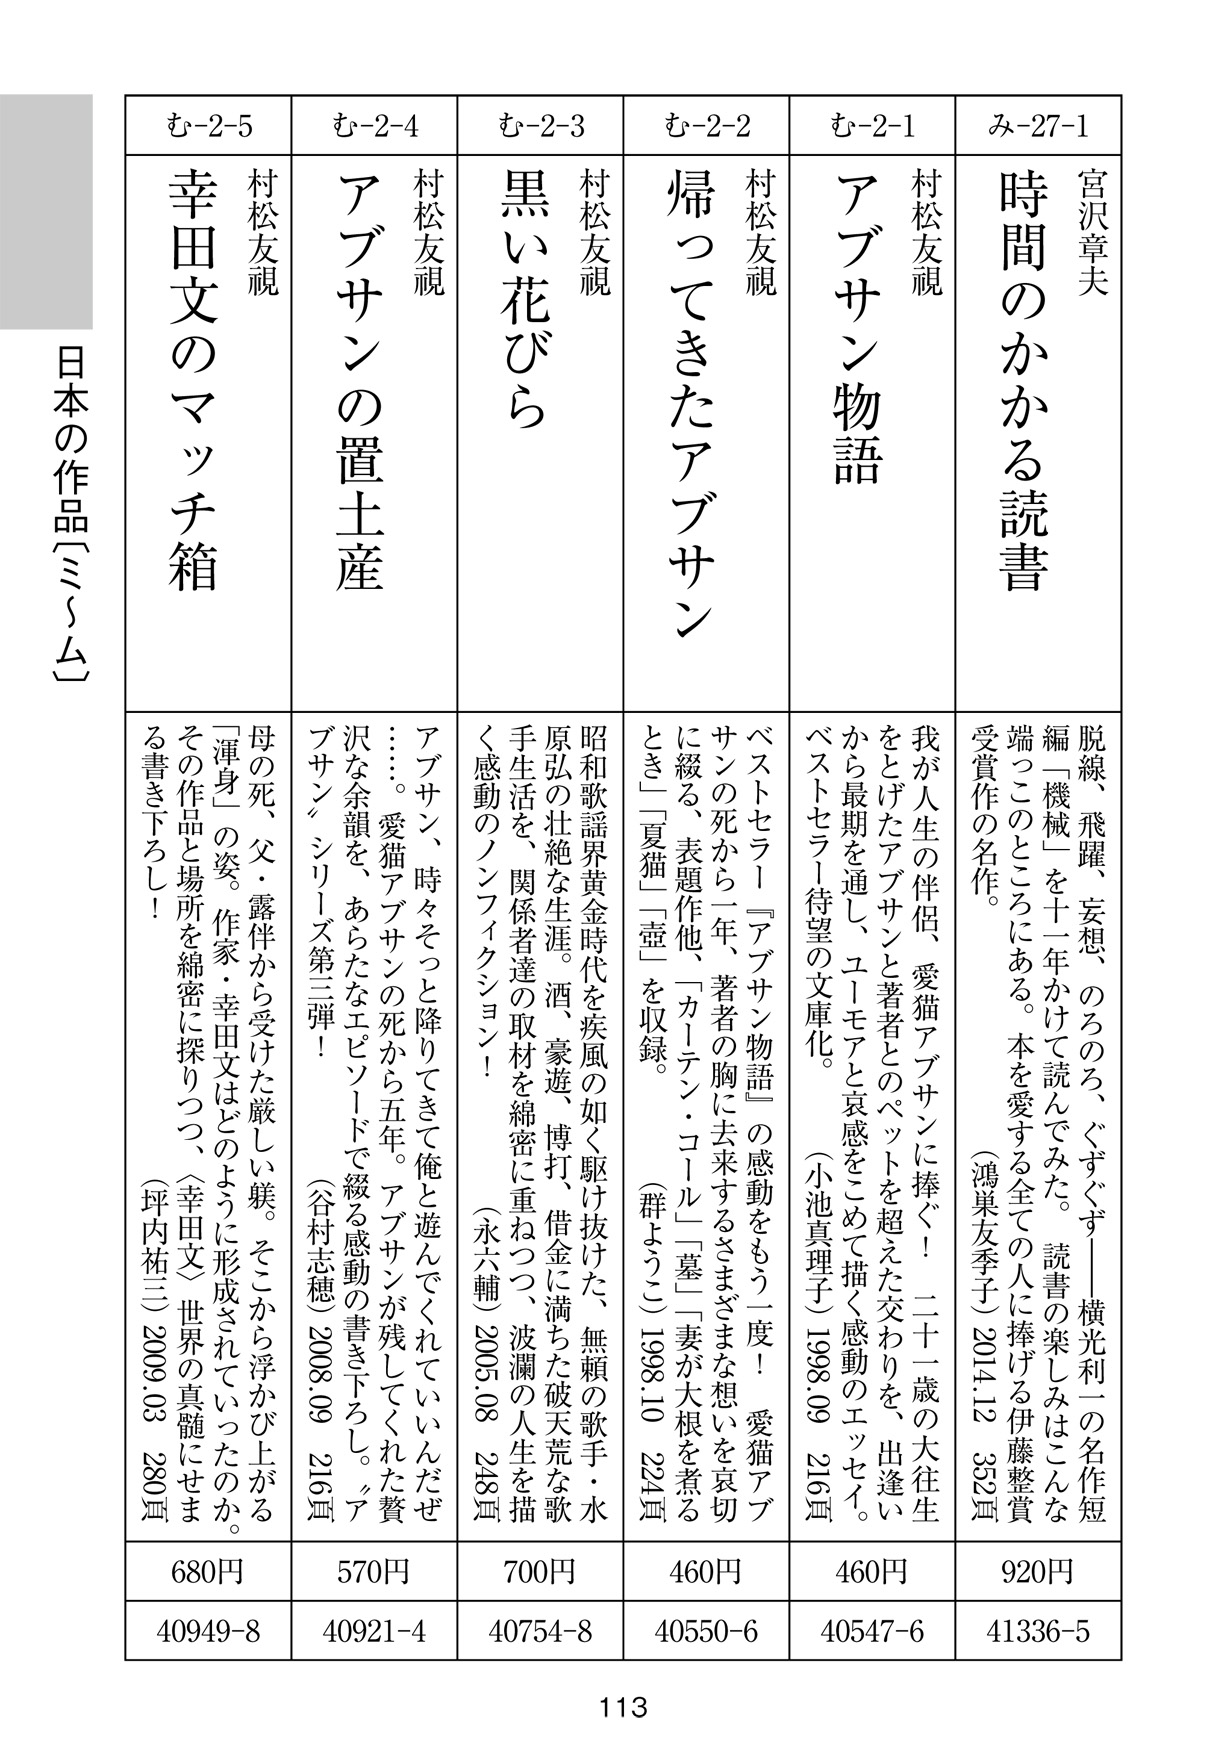 み-27-1
宮沢章夫
時間のかかる読書
脱線、飛躍、妄想、のろのろ、ぐずぐず——横光利一の名作短
編「機械」を十一年かけて読んでみた。読書の楽しみはこんな
端っこのところにある。本を愛する全ての人に捧げる伊藤整賞
受賞作の名作。
（鴻巣友季子）2014.12　352頁
920円
41336-5
む-2-1
村松友視
アブサン物語
我が人生の伴侶、愛猫アブサンに捧ぐ！　二十一歳の大往生
をとげたアブサンと著者とのペットを超えた交わりを、出逢い
から最期を通し、ユーモアと哀感をこめて描く感動のエッセイ。
ベストセラー待望の文庫化。
（小池真理子）1998.09　216頁
460円
40547-6
む-2-2
村松友視
帰ってきたアブサン
ベストセラー『アブサン物語』の感動をもう一度！　愛猫アブ
サンの死から一年、著者の胸に去来するさまざまな想いを哀切
に綴る、表題作他、「カーテン・コール」「墓」「妻が大根を煮る
とき」「夏猫」「壺」を収録。
（群ようこ）1998.10　224頁
460円
40550-6
む-2-3
村松友視
黒い花びら
昭和歌謡界黄金時代を疾風の如く駆け抜けた、無頼の歌手・水
原弘の壮絶な生涯。酒、豪遊、博打、借金に満ちた破天荒な歌
手生活を、関係者達の取材を綿密に重ねつつ、波瀾の人生を描
く感動のノンフィクション！
（永六輔）2005.08　248頁
700円
40754-8
む-2-4
村松友視
アブサンの置土産
アブサン、時々そっと降りてきて俺と遊んでくれていいんだぜ
……。愛猫アブサンの死から五年。アブサンが残してくれた贅
沢な余韻を、あらたなエピソードで綴る感動の書き下ろし。〝ア
ブサン〟シリーズ第三弾！
（谷村志穂）2008.09　216頁
570円
40921-4
む-2-5
村松友視
幸田文のマッチ箱
母の死、父・露伴から受けた厳しい躾。そこから浮かび上がる
「渾身」の姿。作家・幸田文はどのように形成されていったのか。
その作品と場所を綿密に探りつつ、〈幸田文〉世界の真髄にせま
る書き下ろし！
（坪内祐三）2009.03　280頁
680円
40949-8
日本の作品［ミ〜ム］
113